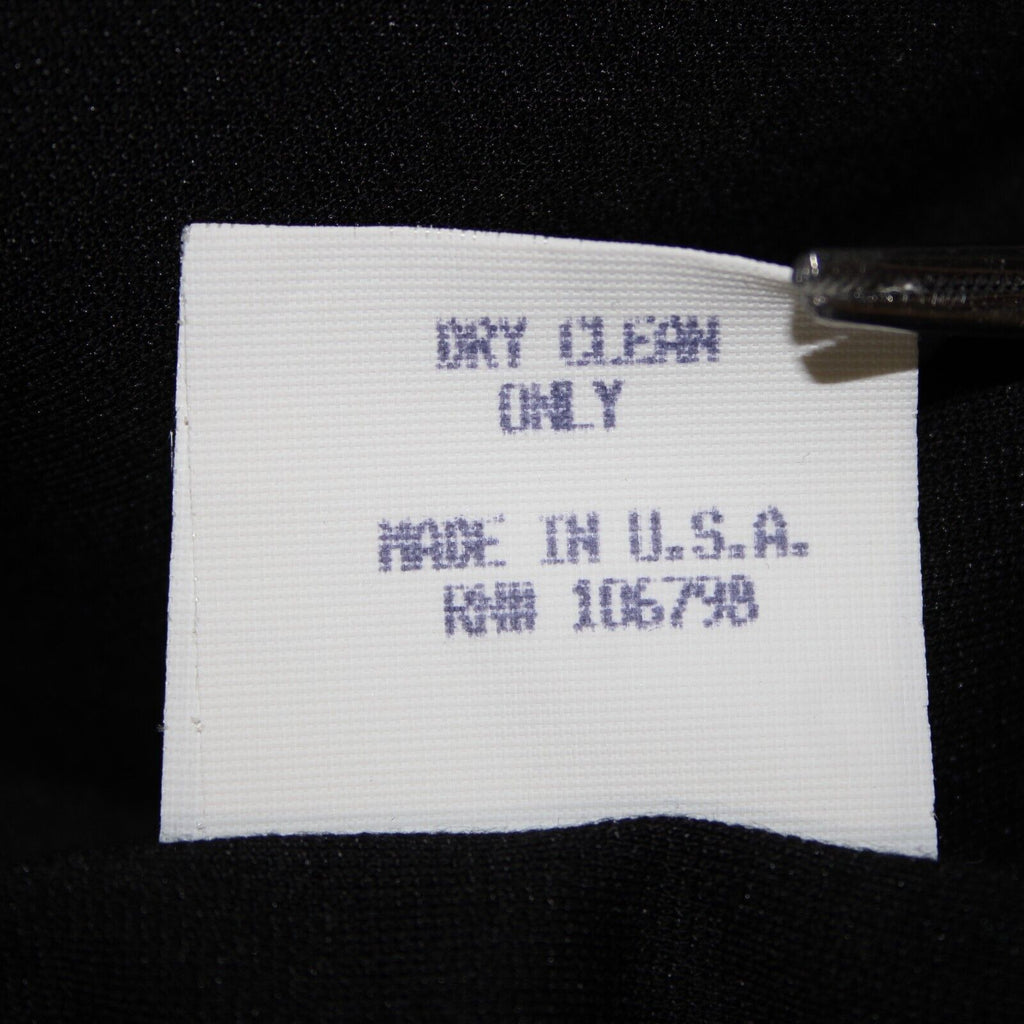 DRY CLEAN
ONLY
MADE IN U.S.A.
RN# 106798